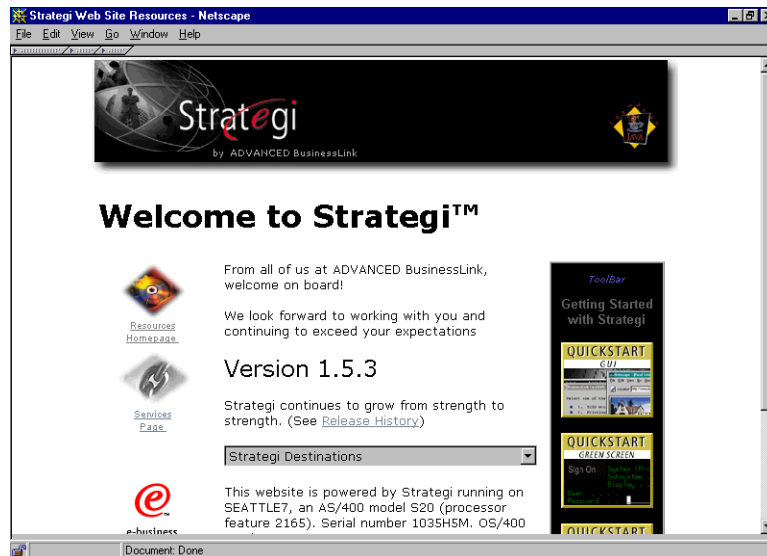 Strategi Web Site Resources - Netscape
File Edit View Go Window Help
Strategi
by ADVANCED BusinessLink
JAVA
Welcome to Strategi™
Resources
Homepage
Services
Page
e
e-business
From all of us at ADVANCED BusinessLink,
welcome on board!
We look forward to working with you and
continuing to exceed your expectations
Version 1.5.3
Strategi continues to grow from strength to
strength. (See Release History)
Strategi Destinations
This website is powered by Strategi running on
SEATTLE7, an AS/400 model S20 (processor
feature 2165). Serial number 1035H5M. OS/400
ToolBar
Getting Started
with Strategi
QUICKSTART
GUI
QUICKSTART
GREEN SCREEN
Sign On
User
Password
QUICKSTART
Document: Done